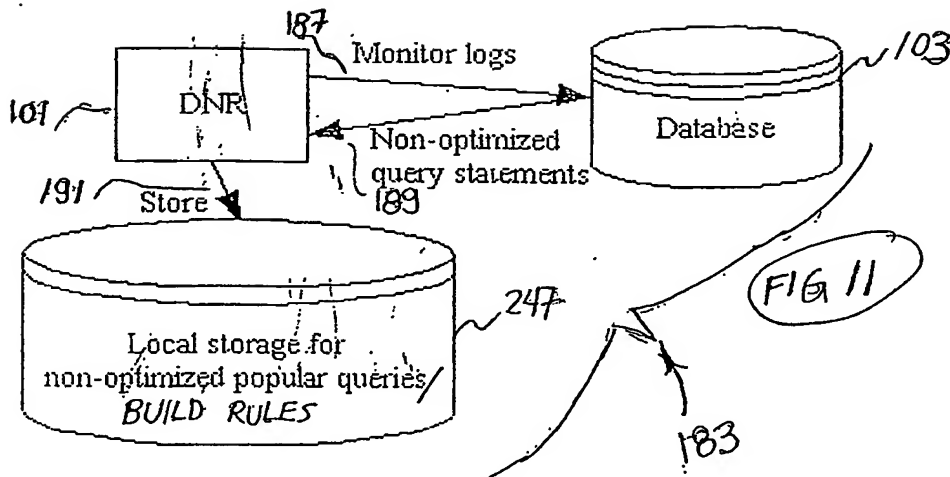 187
Monitor logs
103
101
DNR
Database
Non-optimized
query statements
189
191
Store
FIG 11
247
Local storage for
non-optimized popular queries/
BUILD RULES
183